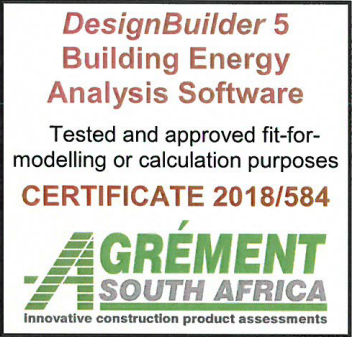 DesignBuilder 5
Building Energy
Analysis Software
Tested and approved fit-for-
modelling or calculation purposes
CERTIFICATE 2018/584
AGRÉMENT
SOUTH AFRICA
innovative construction product assessments